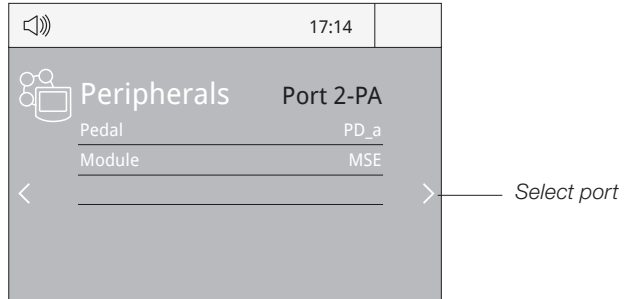 17:14
Peripherals Port 2-PA
Pedal PD_a
Module MSE
Select port